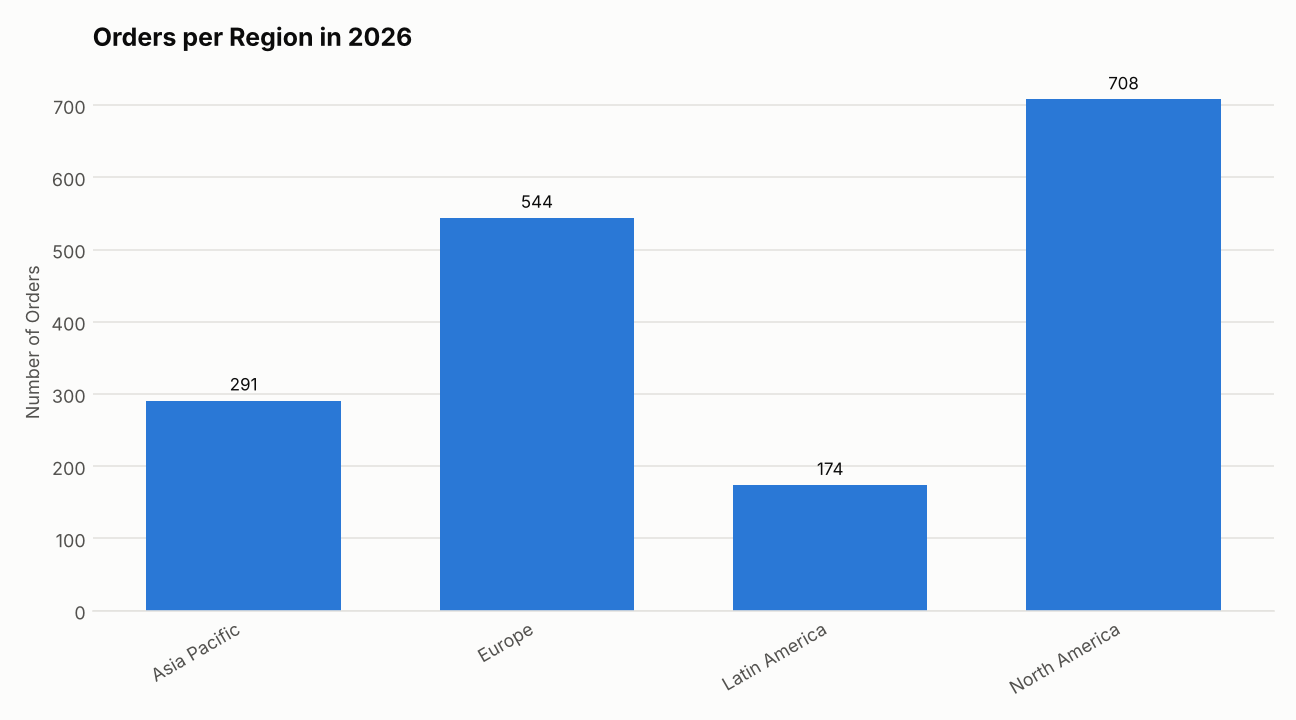 Orders per Region in 2026
Number of Orders
700
600
500
400
300
200
100
0
291
544
174
708
Asia Pacific
Europe
Latin America
North America